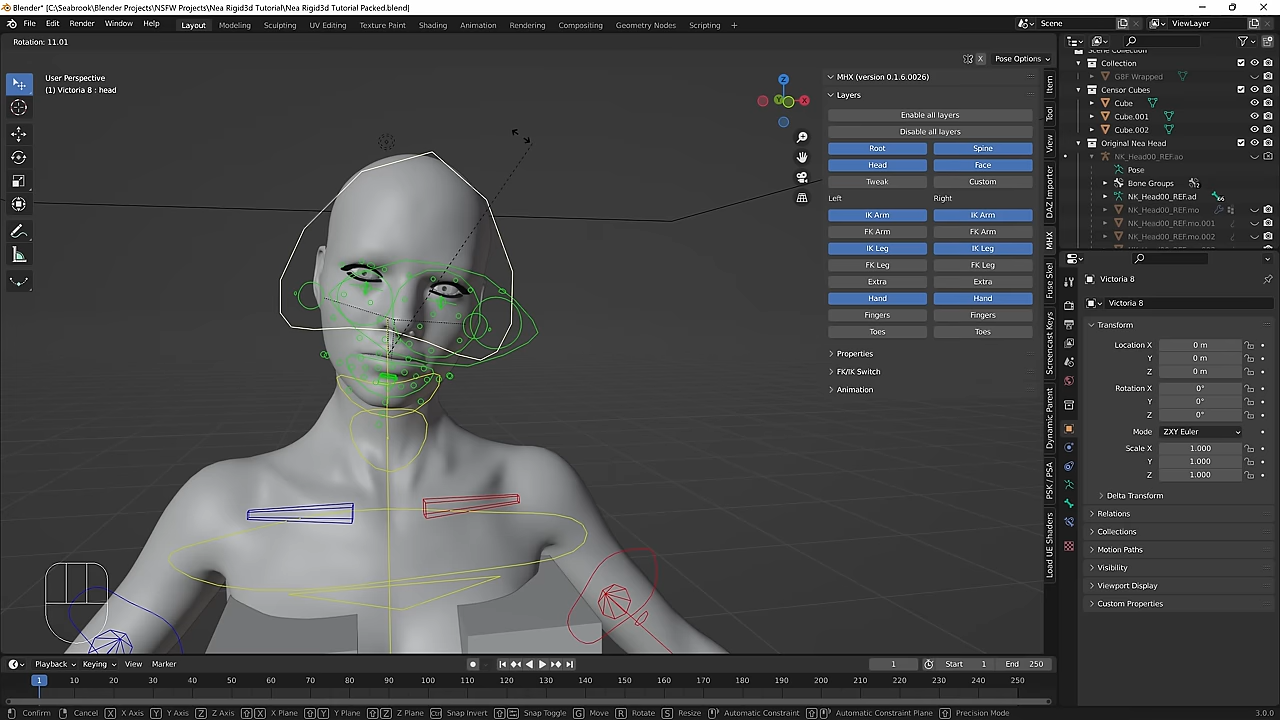 Blender* [C:\Seabrook\Blender Projects\NSFW Projects\Nea Rigid3d Tutorial\Nea Rigid3d Tutorial Packed.blend]
File Edit Render Window Help Layout Modeling Sculpting UV Editing Texture Paint Shading Animation Rendering Compositing Geometry Nodes Scripting + Scene ViewLayer
Rotation: 11.01
Pose Options
User Perspective
(1) Victoria 8 : head
X
Z
X
Y
MHX (version 0.1.6.0026)
Layers
Enable all layers
Disable all layers
Root Spine
Head Face
Tweak Custom
Left Right
IK Arm IK Arm
FK Arm FK Arm
IK Leg IK Leg
FK Leg FK Leg
Extra Extra
Hand Hand
Fingers Fingers
Toes Toes
Properties
FK/IK Switch
Animation
Item
Tool
View
DAZ Importer
MHX
Fuse Skel
Screencast Keys
Dynamic Parent
PSK / PSA
Load UE Shaders
Scene Collection
Collection
GBF Wrapped
Censor Cubes
Cube
Cube.001
Cube.002
Original Nea Head
NK_Head00_REF.ao
Pose
Bone Groups 12
NK_Head00_REF.ad 66
NK_Head00_REF.mo
NK_Head00_REF.mo.001
NK_Head00_REF.mo.002
Victoria 8
Victoria 8
Transform
Location X 0 m
Y 0 m
Z 0 m
Rotation X 0°
Y 0°
Z 0°
Mode ZXY Euler
Scale X 1.000
Y 1.000
Z 1.000
Delta Transform
Relations
Collections
Motion Paths
Visibility
Viewport Display
Custom Properties
Playback Keying View Marker 1 Start 1 End 250
1 10 20 30 40 50 60 70 80 90 100 110 120 130 140 150 160 170 180 190 200 210 220 230 240 250
Confirm Cancel X X Axis Y Y Axis Z Z Axis X X Plane Y Y Plane Z Z Plane Ctrl Snap Invert Snap Toggle G Move R Rotate S Resize Automatic Constraint Automatic Constraint Plane Precision Mode 3.0.0